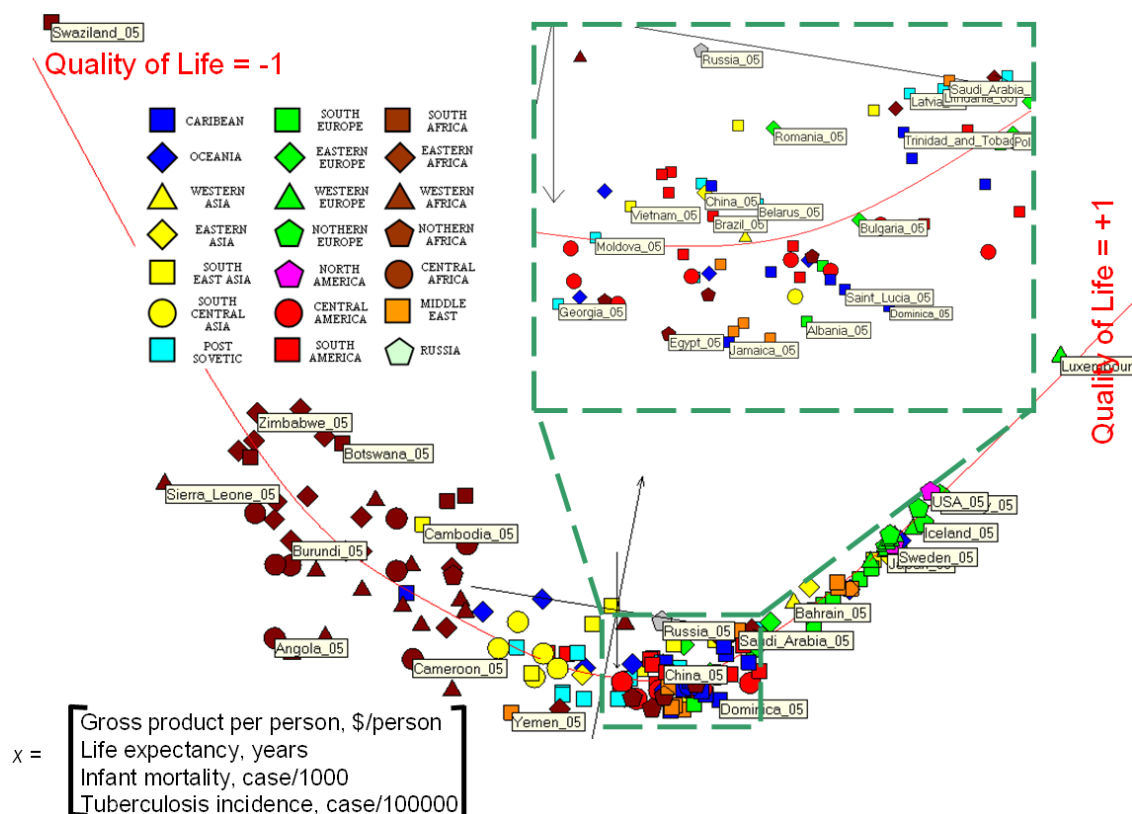 Swaziland_05
Quality of Life = -1
CARIBEAN
OCEANIA
WESTERN
ASIA
EASTERN
ASIA
SOUTH
EAST ASIA
SOUTH
CENTRAL
ASIA
POST
SOVETIC
SOUTH
EUROPE
EASTERN
EUROPE
WESTERN
EUROPE
NOTHERN
EUROPE
NORTH
AMERICA
CENTRAL
AMERICA
SOUTH
AMERICA
SOUTH
AFRICA
EASTERN
AFRICA
WESTERN
AFRICA
NOTHERN
AFRICA
CENTRAL
AFRICA
MIDDLE
EAST
RUSSIA
Russia_05
Saudi_Arabia_
Latvia_
Romania_05
Trinidad_and_Tobag
Pol
China_05
Vietnam_05
Belarus_05
Brazil_05
Bulgaria_05
Moldova_05
Saint_Lucia_05
Georgia_05
Dominica_05
Albania_05
Egypt_05
Jamaica_05
Quality of Life = +1
Luxembour
Zimbabwe_05
Botswana_05
Sierra_Leone_05
Cambodia_05
Burundi_05
Angola_05
Cameroon_05
Yemen_05
USA_05
Iceland_05
Sweden_05
Bahrain_05
Russia_05
Saudi_Arabia_05
China_05
Dominica_05
x =
Gross product per person, $/person
Life expectancy, years
Infant mortality, case/1000
Tuberculosis incidence, case/100000